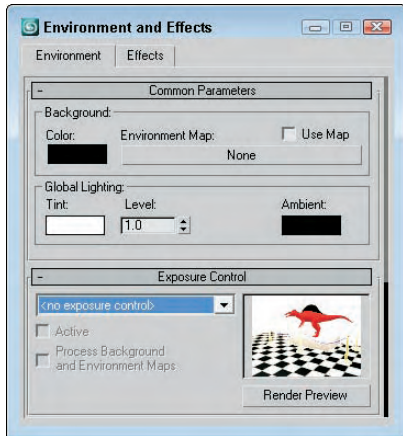 Environment and Effects
Environment Effects
- Common Parameters
Background:
Color: Environment Map: Use Map
None
Global Lighting:
Tint: Level: Ambient:
1.0
- Exposure Control
<no exposure control>
Active
Process Background
and Environment Maps
Render Preview